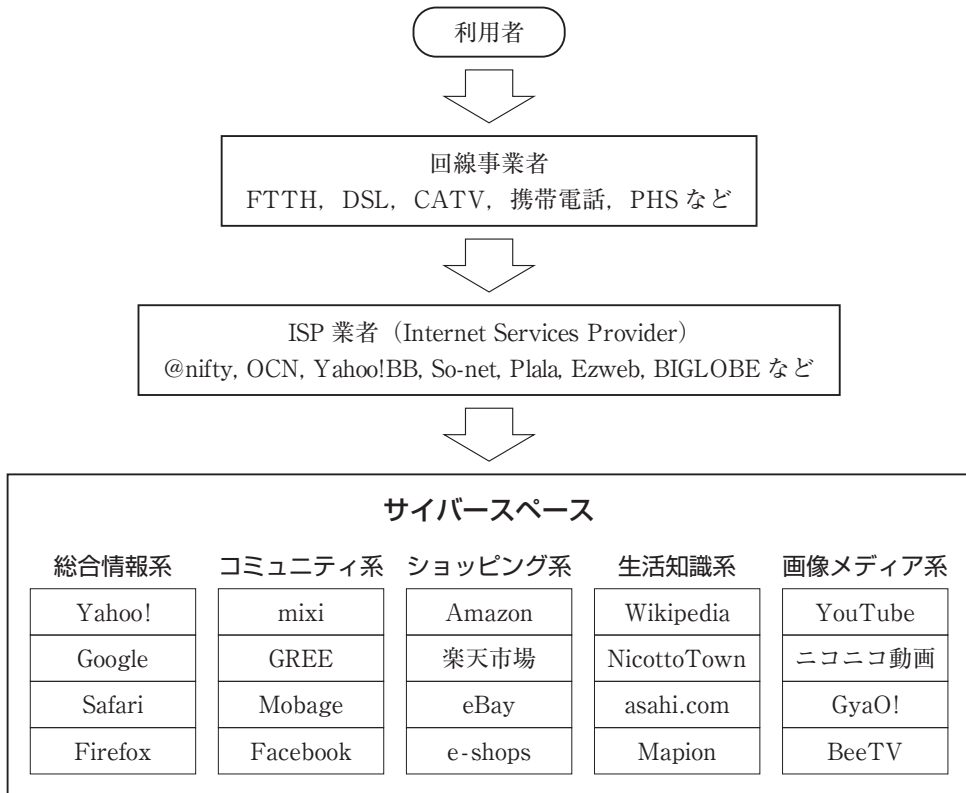 利用者
回線事業者
FTTH, DSL, CATV, 携帯電話, PHS など
ISP 業者（Internet Services Provider）
@nifty, OCN, Yahoo!BB, So-net, Plala, Ezweb, BIGLOBE など
サイバースペース
総合情報系 コミュニティ系 ショッピング系 生活知識系 画像メディア系
Yahoo! mixi Amazon Wikipedia YouTube
Google GREE 楽天市場 NicottoTown ニコニコ動画
Safari Mobage eBay asahi.com GyaO!
Firefox Facebook e-shops Mapion BeeTV